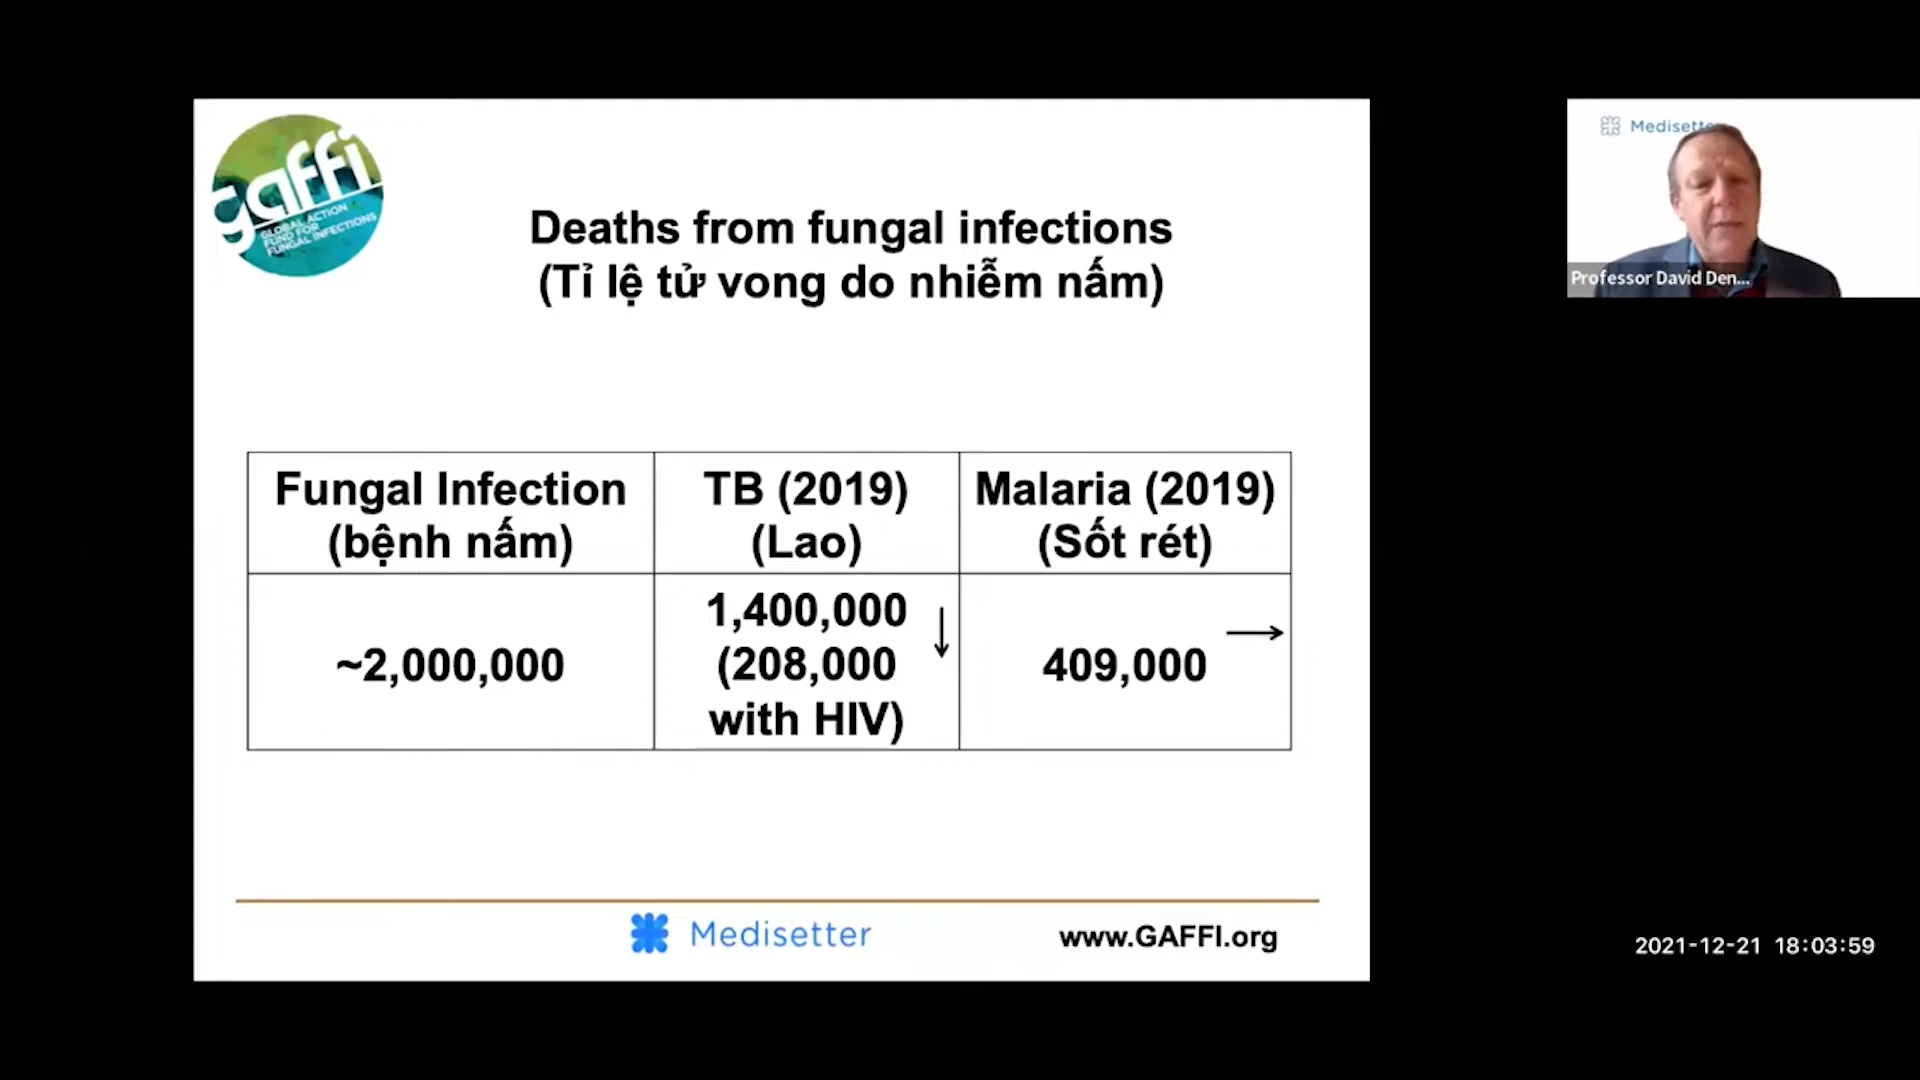 gaffi
GLOBAL ACTION
FUND FOR
FUNGAL INFECTIONS
Deaths from fungal infections
(Tỉ lệ tử vong do nhiễm nấm)
Fungal Infection
(bệnh nấm)
TB (2019)
(Lao)
Malaria (2019)
(Sốt rét)
~2,000,000
1,400,000
(208,000
with HIV)
409,000
Medisetter
www.GAFFI.org
Medisette
Professor David Den...
2021-12-21 18:03:59